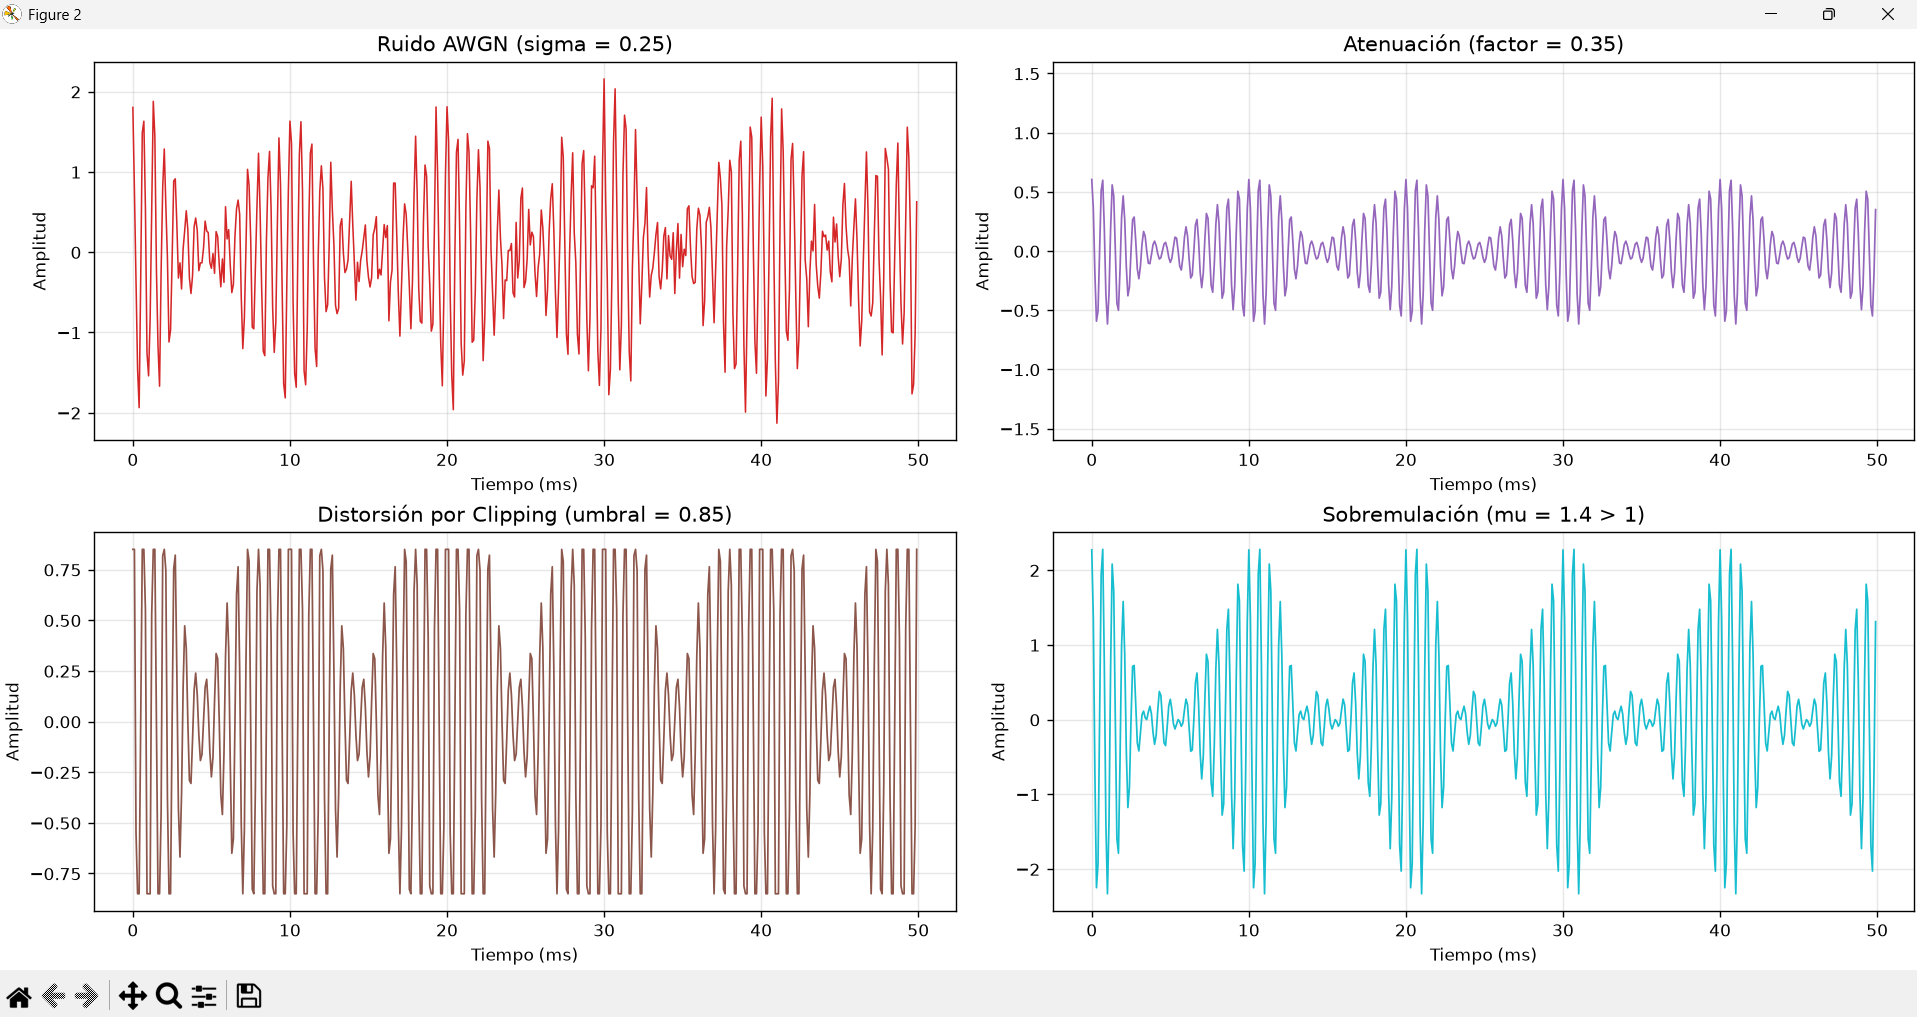 Figure 2
Ruido AWGN (sigma = 0.25)
Amplitud
2
1
0
−1
−2
0 10 20 30 40 50
Tiempo (ms)
Atenuación (factor = 0.35)
Amplitud
1.5
1.0
0.5
0.0
−0.5
−1.0
−1.5
0 10 20 30 40 50
Tiempo (ms)
Distorsión por Clipping (umbral = 0.85)
Amplitud
0.75
0.50
0.25
0.00
−0.25
−0.50
−0.75
0 10 20 30 40 50
Tiempo (ms)
Sobremulación (mu = 1.4 > 1)
Amplitud
2
1
0
−1
−2
0 10 20 30 40 50
Tiempo (ms)